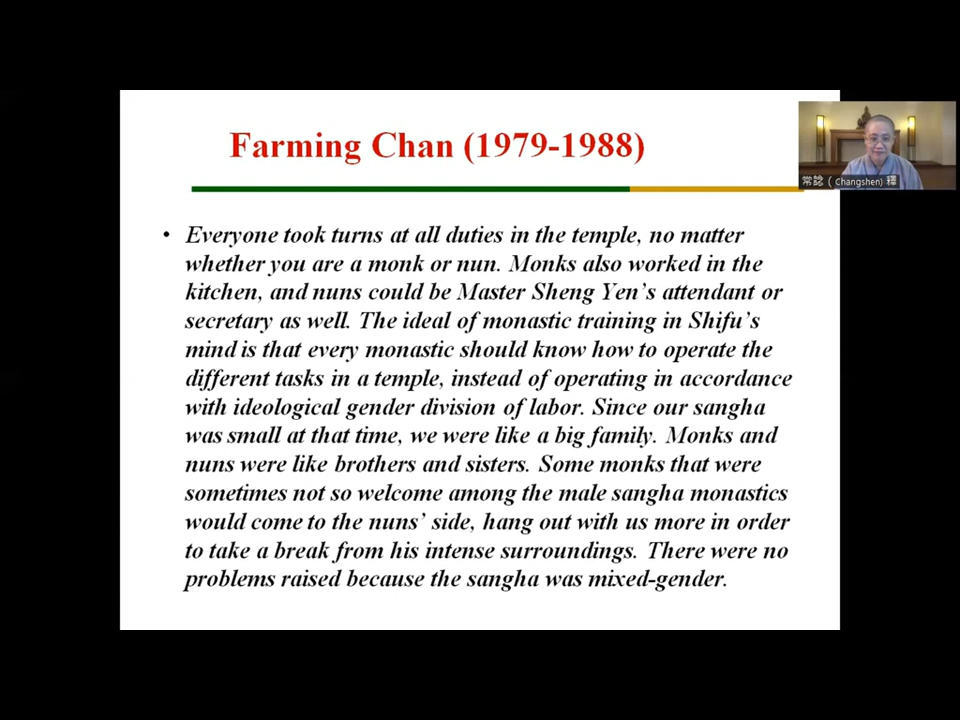 Farming Chan (1979-1988)
• Everyone took turns at all duties in the temple, no matter
whether you are a monk or nun. Monks also worked in the
kitchen, and nuns could be Master Sheng Yen's attendant or
secretary as well. The ideal of monastic training in Shifu's
mind is that every monastic should know how to operate the
different tasks in a temple, instead of operating in accordance
with ideological gender division of labor. Since our sangha
was small at that time, we were like a big family. Monks and
nuns were like brothers and sisters. Some monks that were
sometimes not so welcome among the male sangha monastics
would come to the nuns' side, hang out with us more in order
to take a break from his intense surroundings. There were no
problems raised because the sangha was mixed-gender.
常諗 ( Changshen) 釋